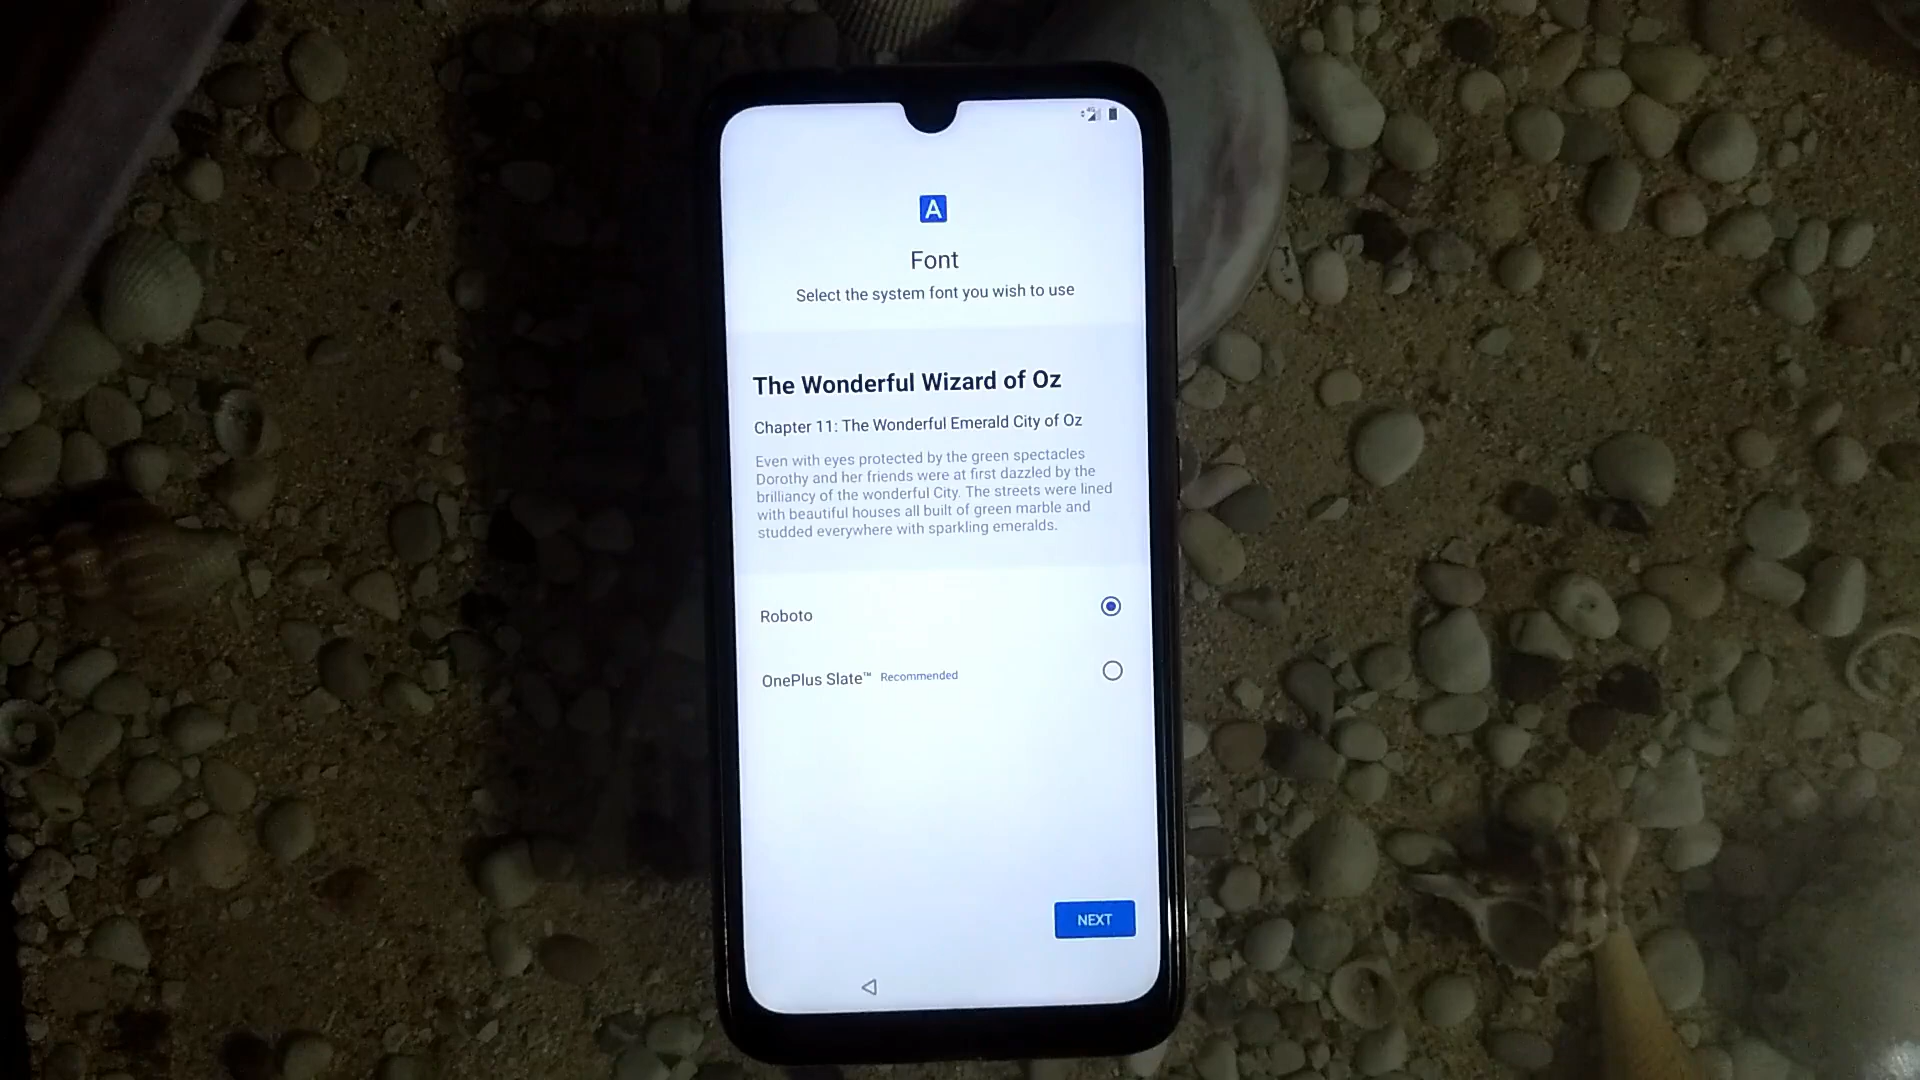 4G
A
Font
Select the system font you wish to use
The Wonderful Wizard of Oz
Chapter 11: The Wonderful Emerald City of Oz
Even with eyes protected by the green spectacles
Dorothy and her friends were at first dazzled by the
brilliancy of the wonderful City. The streets were lined
with beautiful houses all built of green marble and
studded everywhere with sparkling emeralds.
Roboto
OnePlus Slate™ Recommended
NEXT